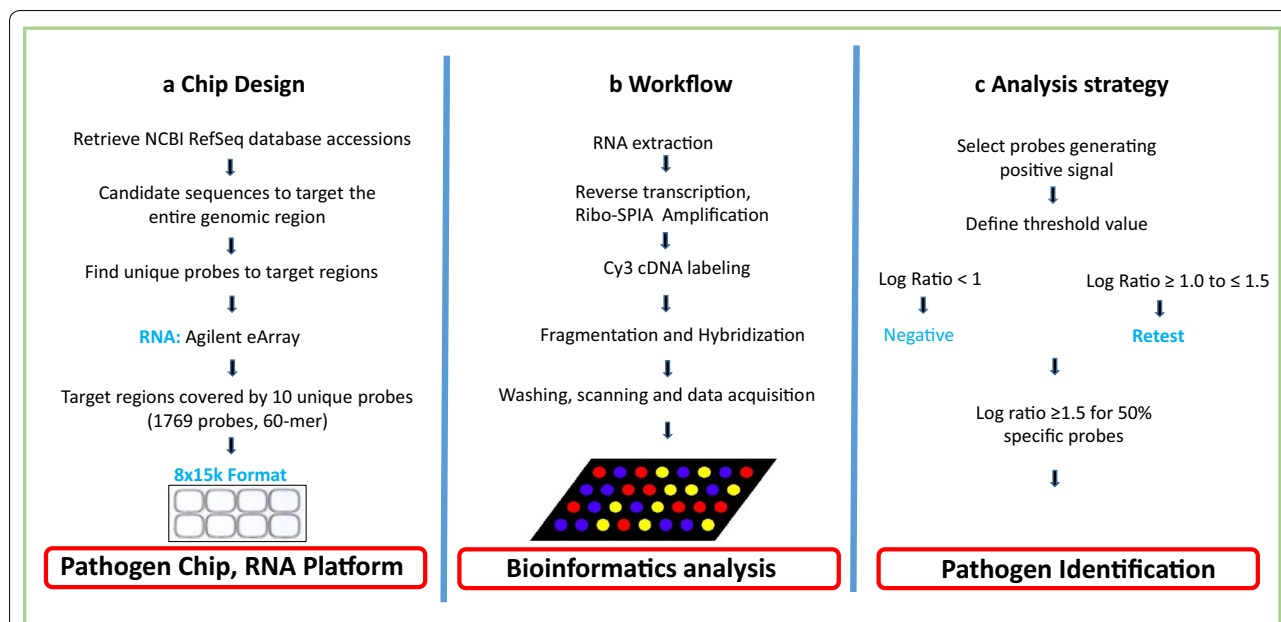 a Chip Design
Retrieve NCBI RefSeq database accessions
Candidate sequences to target the
entire genomic region
Find unique probes to target regions
RNA: Agilent eArray
Target regions covered by 10 unique probes
(1769 probes, 60-mer)
8x15k Format
Pathogen Chip, RNA Platform
b Workflow
RNA extraction
Reverse transcription,
Ribo-SPIA Amplification
Cy3 cDNA labeling
Fragmentation and Hybridization
Washing, scanning and data acquisition
Bioinformatics analysis
c Analysis strategy
Select probes generating
positive signal
Define threshold value
Log Ratio < 1
Log Ratio ≥ 1.0 to ≤ 1.5
Negative
Retest
Log ratio ≥1.5 for 50%
specific probes
Pathogen Identification